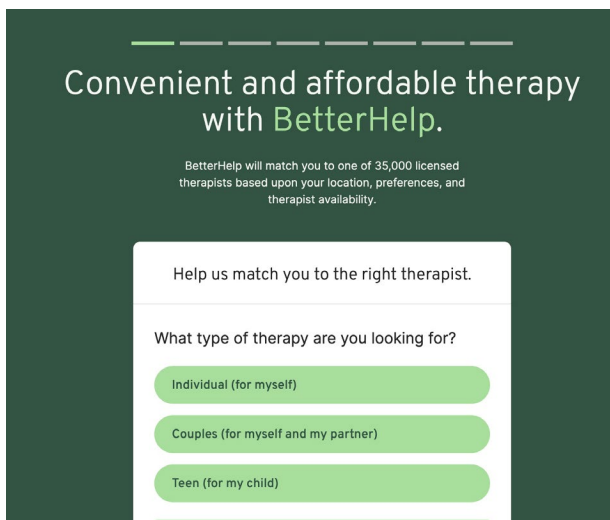 Convenient and affordable therapy
with BetterHelp.
BetterHelp will match you to one of 35,000 licensed
therapists based upon your location, preferences, and
therapist availability.
Help us match you to the right therapist.
What type of therapy are you looking for?
Individual (for myself)
Couples (for myself and my partner)
Teen (for my child)